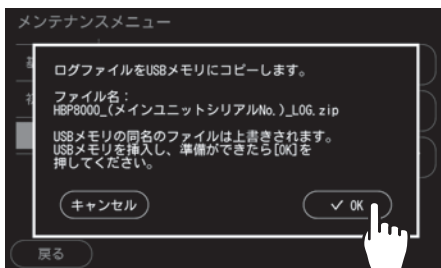 メンテナンスメニュー
ログファイルをUSBメモリにコピーします。
ファイル名：
HBP8000_(メインユニットシリアルNo.)_LOG.zip
USBメモリの同名のファイルは上書きされます。
USBメモリを挿入し、準備ができたら[OK]を
押してください。
キャンセル
✓ OK
戻る